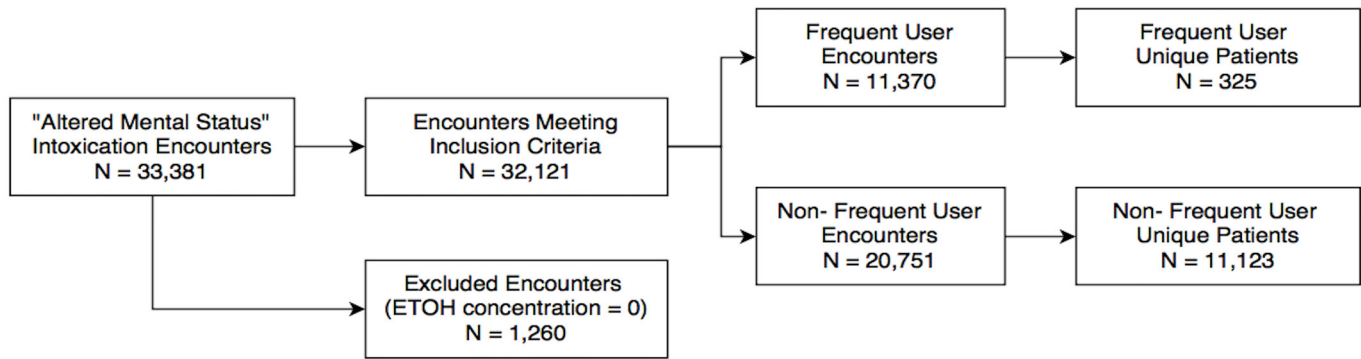 "Altered Mental Status"
Intoxication Encounters
N = 33,381
Encounters Meeting
Inclusion Criteria
N = 32,121
Excluded Encounters
(ETOH concentration = 0)
N = 1,260
Frequent User
Encounters
N = 11,370
Frequent User
Unique Patients
N = 325
Non- Frequent User
Encounters
N = 20,751
Non- Frequent User
Unique Patients
N = 11,123